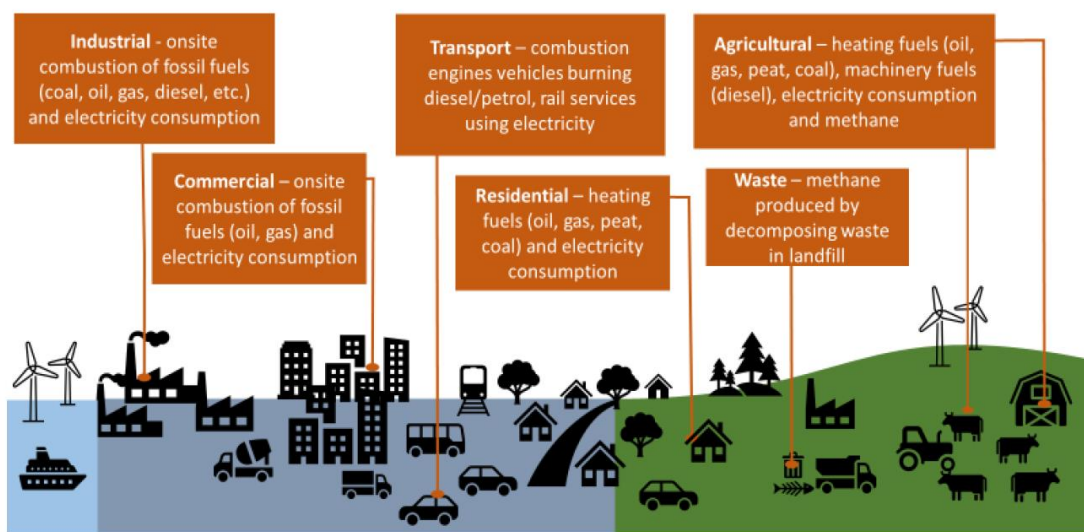 Industrial - onsite
combustion of fossil fuels
(coal, oil, gas, diesel, etc.)
and electricity consumption
Transport – combustion
engines vehicles burning
diesel/petrol, rail services
using electricity
Agricultural – heating fuels (oil,
gas, peat, coal), machinery fuels
(diesel), electricity consumption
and methane
Commercial – onsite
combustion of fossil
fuels (oil, gas) and
electricity consumption
Residential – heating
fuels (oil, gas, peat,
coal) and electricity
consumption
Waste – methane
produced by
decomposing waste
in landfill